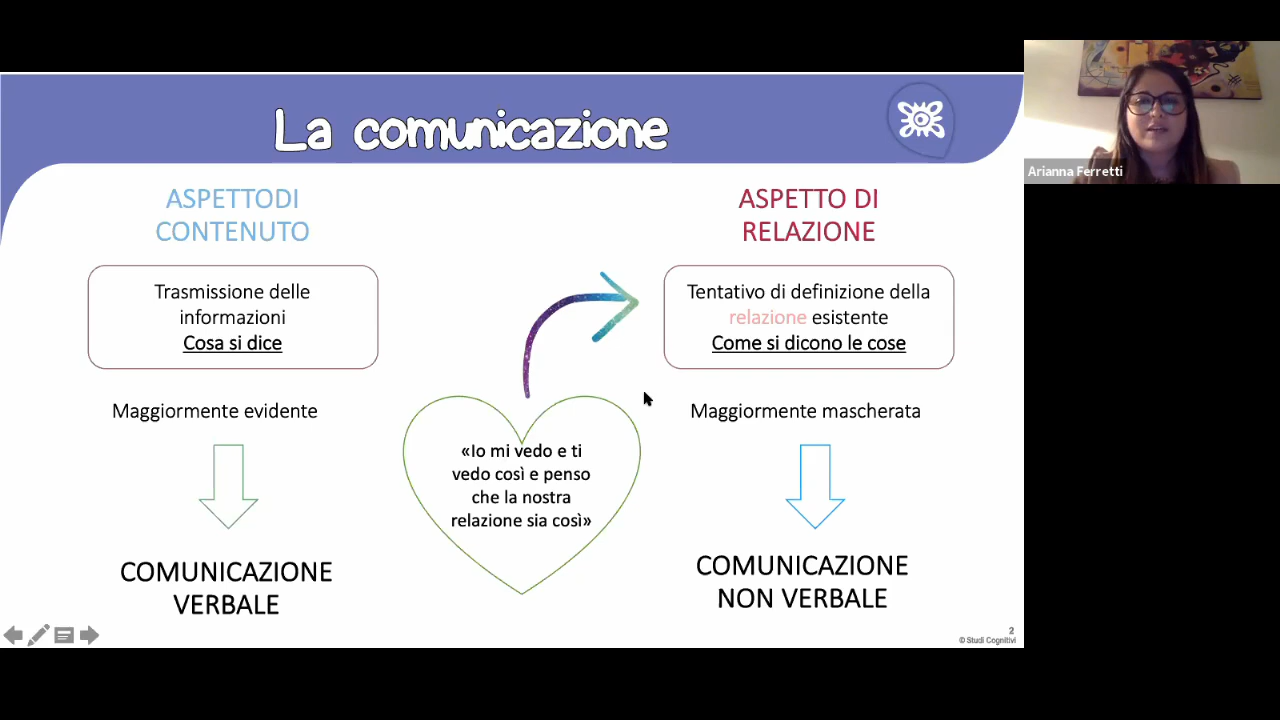 La comunicazione
Arianna Ferretti
ASPETTODI
CONTENUTO
Trasmissione delle
informazioni
Cosa si dice
Maggiormente evidente
COMUNICAZIONE
VERBALE
«Io mi vedo e ti
vedo così e penso
che la nostra
relazione sia così»
ASPETTO DI
RELAZIONE
Tentativo di definizione della
relazione esistente
Come si dicono le cose
Maggiormente mascherata
COMUNICAZIONE
NON VERBALE
2
© Studi Cognitivi